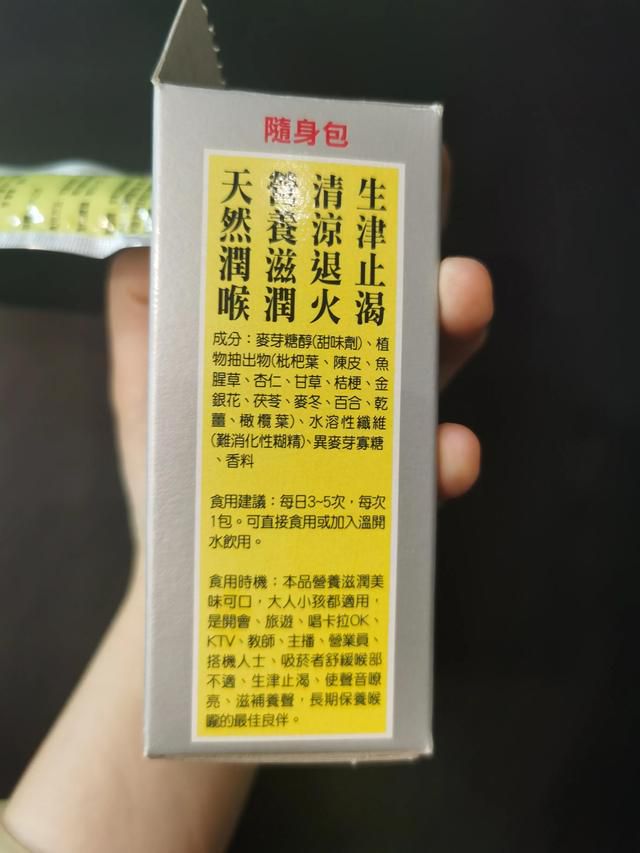 隨身包
生津止渴
清涼退火
營養滋潤
天然潤喉
成分：麥芽糖醇(甜味劑)、植
物抽出物(枇杷葉、陳皮、魚
腥草、杏仁、甘草、桔梗、金
銀花、茯苓、麥冬、百合、乾
薑、橄欖葉)、水溶性纖維
(難消化性糊精)、異麥芽寡糖
、香料
食用建議：每日3~5次，每次
1包。可直接食用或加入溫開
水飲用。
食用時機：本品營養滋潤美
味可口，大人小孩都適用，
是開會、旅遊、唱卡拉OK、
KTV、教師、主播、營業員、
搭機人士、吸菸者舒緩喉部
不適、生津止渴、使聲音嘹
亮、滋補養聲，長期保養喉
嚨的最佳良伴。